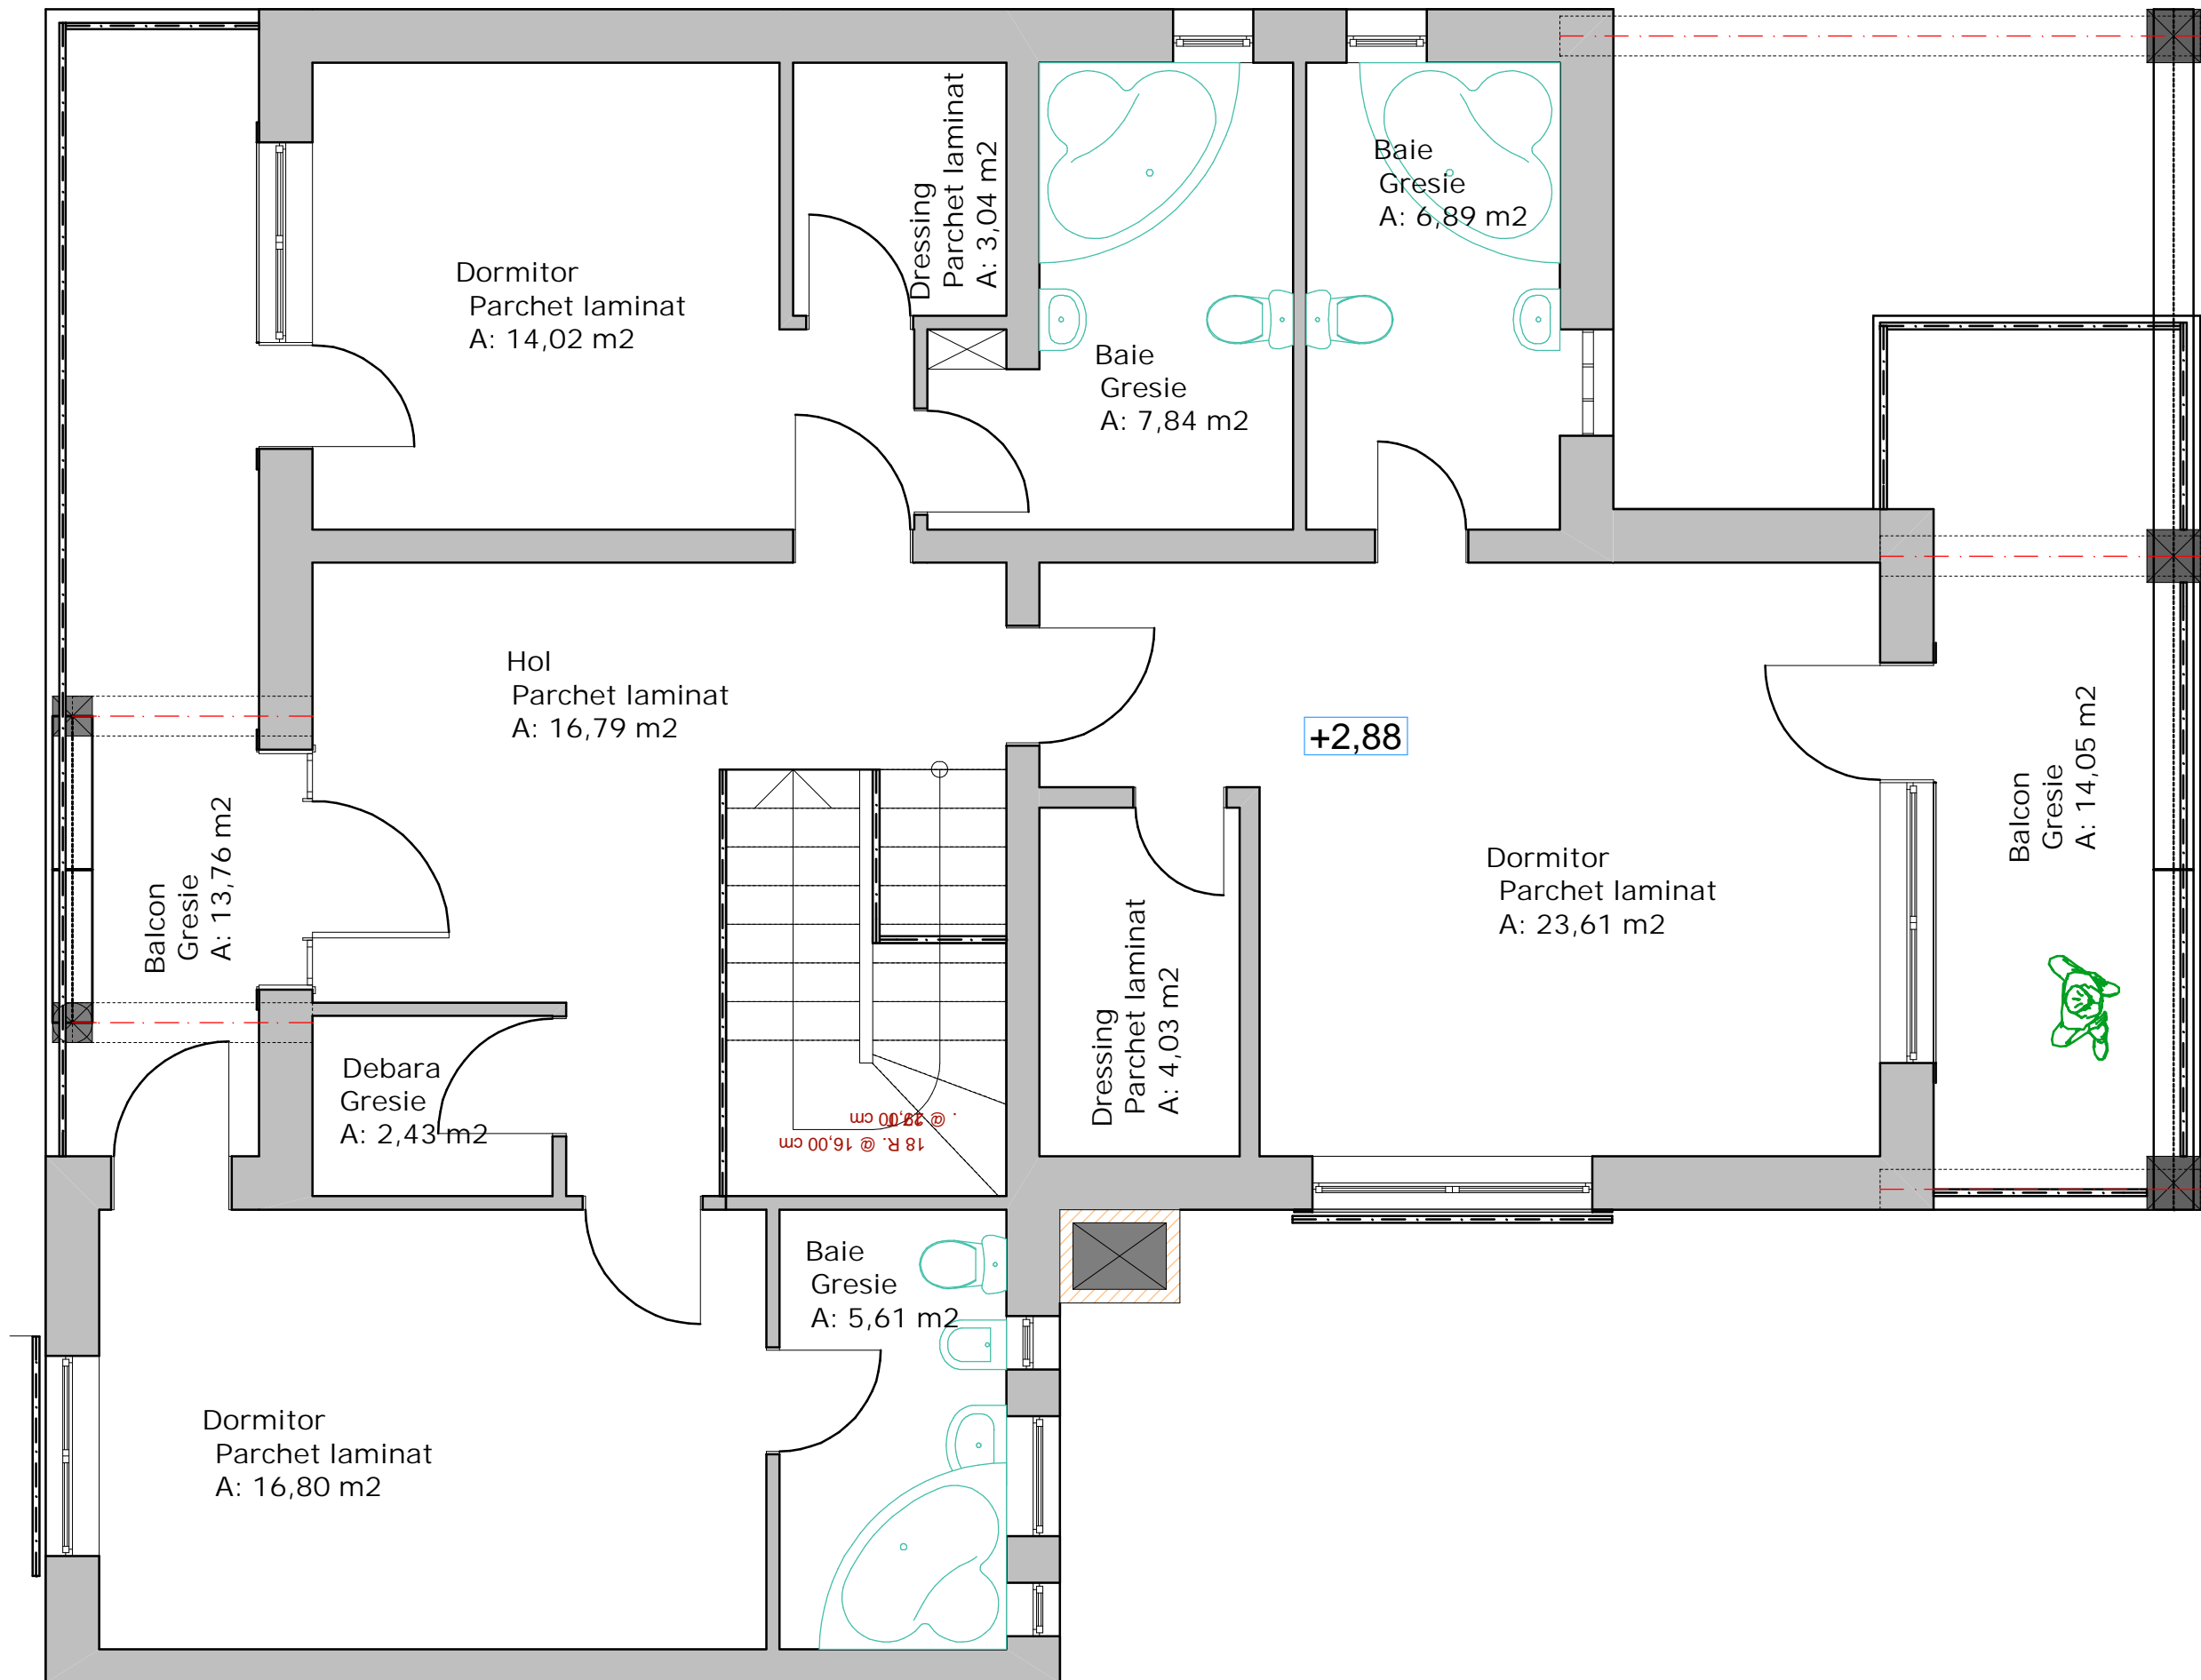 Dressing
Parchet laminat
A: 3,04 m2
Baie
Gresie
A: 6,89 m2
Dormitor
Parchet laminat
A: 14,02 m2
Baie
Gresie
A: 7,84 m2
Hol
Parchet laminat
A: 16,79 m2
+2,88
Balcon
Gresie
A: 14,05 m2
Balcon
Gresie
A: 13,76 m2
Dormitor
Parchet laminat
A: 23,61 m2
Dressing
Parchet laminat
A: 4,03 m2
Debara
Gresie
A: 2,43 m2
18 R. @ 16,00 cm
Baie
Gresie
A: 5,61 m2
Dormitor
Parchet laminat
A: 16,80 m2